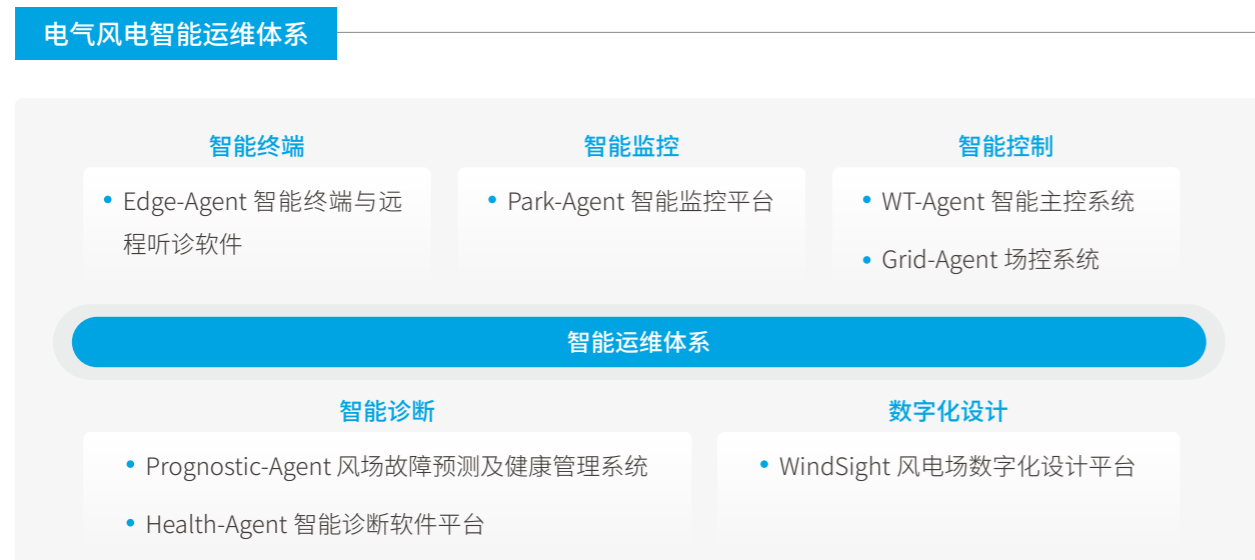 电气风电智能运维体系
智能终端
• Edge-Agent 智能终端与远
程听诊软件
智能监控
• Park-Agent 智能监控平台
智能控制
• WT-Agent 智能主控系统
• Grid-Agent 场控系统
智能运维体系
智能诊断
• Prognostic-Agent 风场故障预测及健康管理系统
• Health-Agent 智能诊断软件平台
数字化设计
• WindSight 风电场数字化设计平台